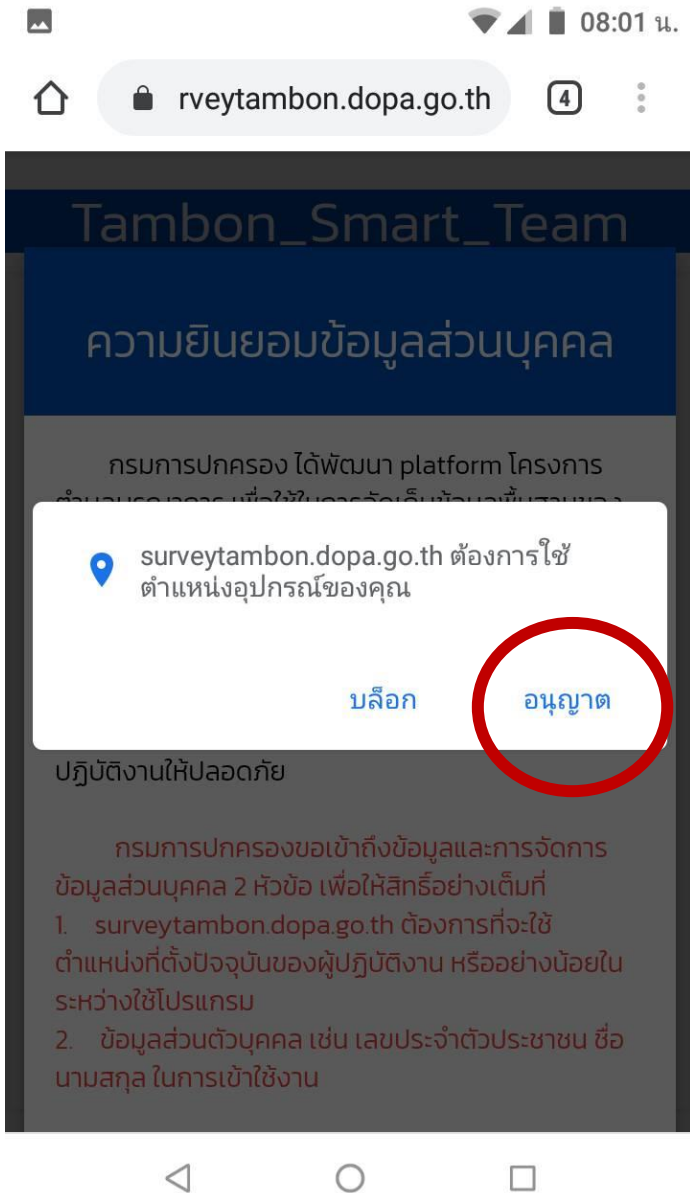 08:01 น.
rveytambon.dopa.go.th
4
Tambon_Smart_Team
ความยินยอมข้อมูลส่วนบุคคล
กรมการปกครอง ได้พัฒนา platform โครงการ
surveytambon.dopa.go.th ต้องการใช้
ตำแหน่งอุปกรณ์ของคุณ
บล็อก อนุญาต
ปฏิบัติงานให้ปลอดภัย
กรมการปกครองขอเข้าถึงข้อมูลและการจัดการ
ข้อมูลส่วนบุคคล 2 หัวข้อ เพื่อให้สิทธิ์อย่างเต็มที่
1. surveytambon.dopa.go.th ต้องการที่จะใช้
ตำแหน่งที่ตั้งปัจจุบันของผู้ปฏิบัติงาน หรืออย่างน้อยใน
ระหว่างใช้โปรแกรม
2. ข้อมูลส่วนตัวบุคคล เช่น เลขประจำตัวประชาชน ชื่อ
นามสกุล ในการเข้าใช้งาน